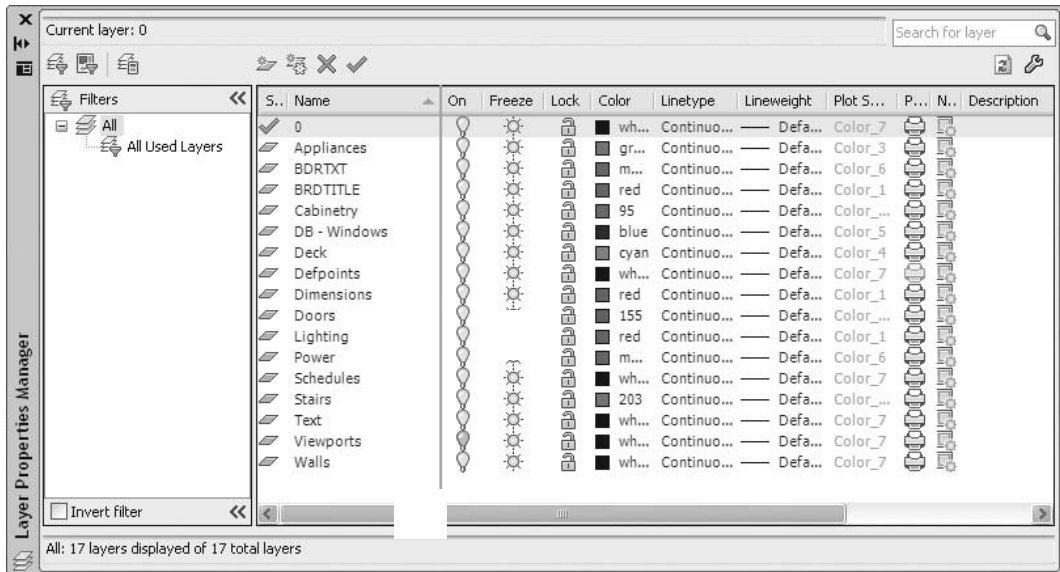 Current layer: 0
Search for layer
Filters
All
All Used Layers
Invert filter
S.. Name On Freeze Lock Color Linetype Lineweight Plot S... P... N.. Description
0 wh... Continuo... Defa... Color_7
Appliances gr... Continuo... Defa... Color_3
BDRTXT m... Continuo... Defa... Color_6
BRDTITLE red Continuo... Defa... Color_1
Cabinetry 95 Continuo... Defa... Color_...
DB - Windows blue Continuo... Defa... Color_5
Deck cyan Continuo... Defa... Color_4
Defpoints wh... Continuo... Defa... Color_7
Dimensions red Continuo... Defa... Color_1
Doors 155 Continuo... Defa... Color_...
Lighting red Continuo... Defa... Color_1
Power m... Continuo... Defa... Color_6
Schedules wh... Continuo... Defa... Color_7
Stairs 203 Continuo... Defa... Color_...
Text wh... Continuo... Defa... Color_7
Viewports wh... Continuo... Defa... Color_7
Walls wh... Continuo... Defa... Color_7
All: 17 layers displayed of 17 total layers
Layer Properties Manager